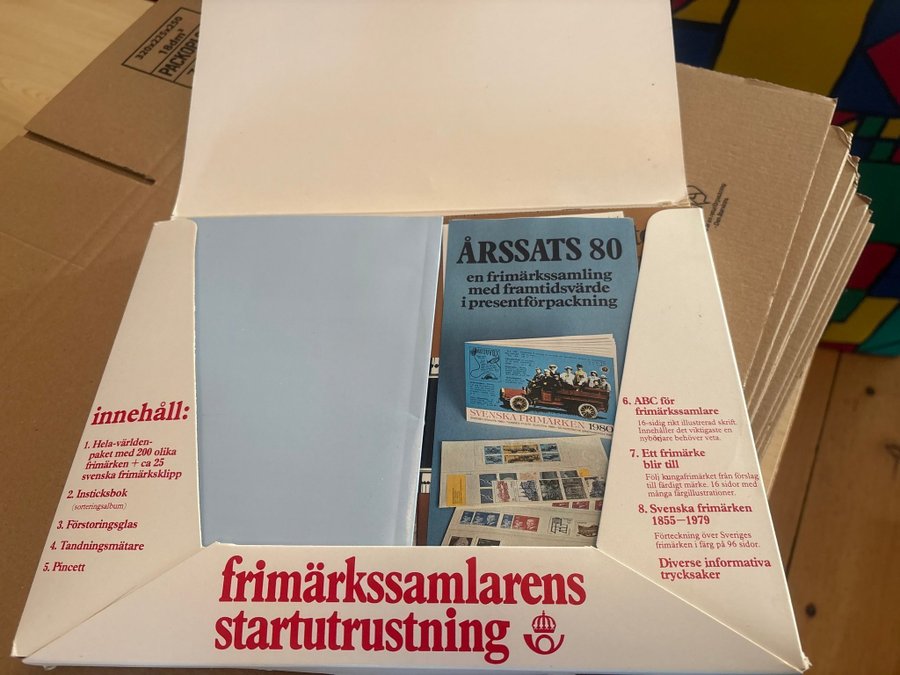 320x225x250
18dm³
ÅRSSATS 80
en frimärkssamling
med framtidsvärde
i presentförpackning
SVENSKA FRIMÄRKEN 1980
innehåll:
1. Hela-världen-
paket med 200 olika
frimärken + ca 25
svenska frimärksklipp
2. Insticksbok
(sorteringsalbum)
3. Förstoringsglas
4. Tandningsmätare
5. Pincett
6. ABC för
frimärkssamlare
16-sidig rikt illustrerad skrift.
Innehåller det viktigaste en
nybörjare behöver veta.
7. Ett frimärke
blir till
Följ kungafrimärket från förslag
till färdigt märke. 16 sidor med
många färgillustrationer.
8. Svenska frimärken
1855–1979
Förteckning över Sveriges
frimärken i färg på 96 sidor.
Diverse informativa
trycksaker
frimärkssamlarens
startutrustning